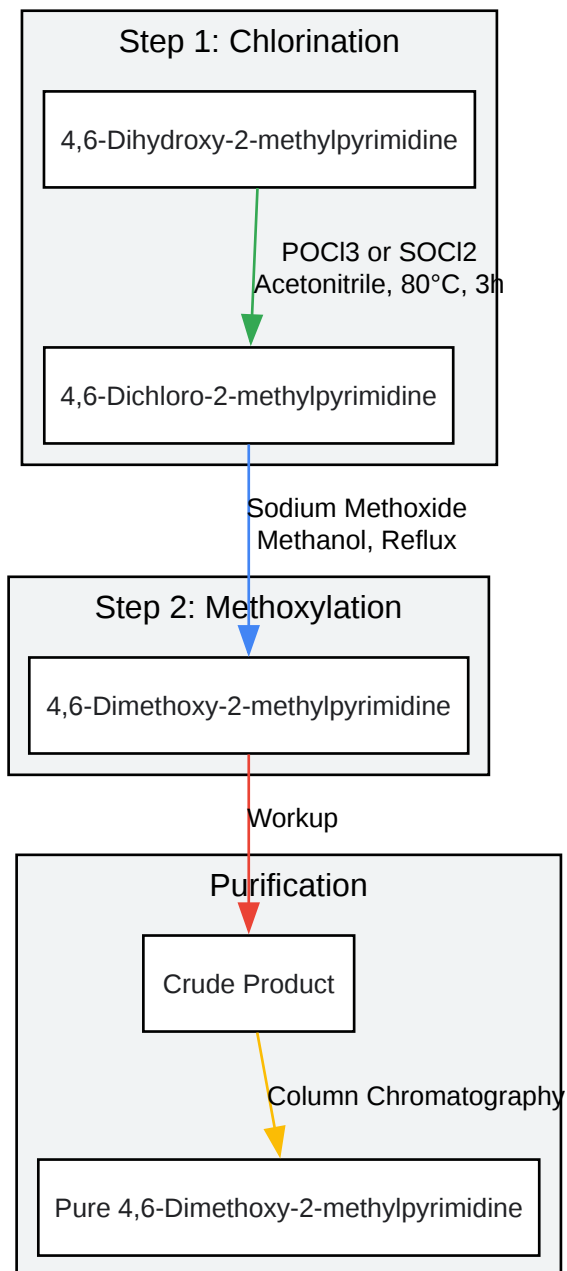 Step 1: Chlorination
4,6-Dihydroxy-2-methylpyrimidine
POCl3 or SOCl2
Acetonitrile, 80°C, 3h
4,6-Dichloro-2-methylpyrimidine
Sodium Methoxide
Methanol, Reflux
Step 2: Methoxylation
4,6-Dimethoxy-2-methylpyrimidine
Workup
Purification
Crude Product
Column Chromatography
Pure 4,6-Dimethoxy-2-methylpyrimidine